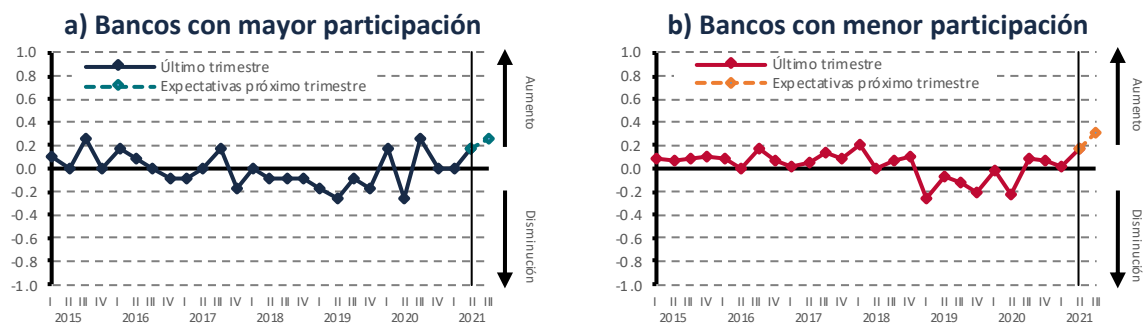 a) Bancos con mayor participación
1.0
0.8
0.6
0.4
0.2
0.0
-0.2
-0.4
-0.6
-0.8
-1.0
Último trimestre
Expectativas próximo trimestre
Aumento
Disminución
I II III IV I II III IV I II III IV I II III IV I II III IV I II III IV I II III
2015 2016 2017 2018 2019 2020 2021
b) Bancos con menor participación
1.0
0.8
0.6
0.4
0.2
0.0
-0.2
-0.4
-0.6
-0.8
-1.0
Último trimestre
Expectativas próximo trimestre
Aumento
Disminución
I II III IV I II III IV I II III IV I II III IV I II III IV I II III IV I II III
2015 2016 2017 2018 2019 2020 2021